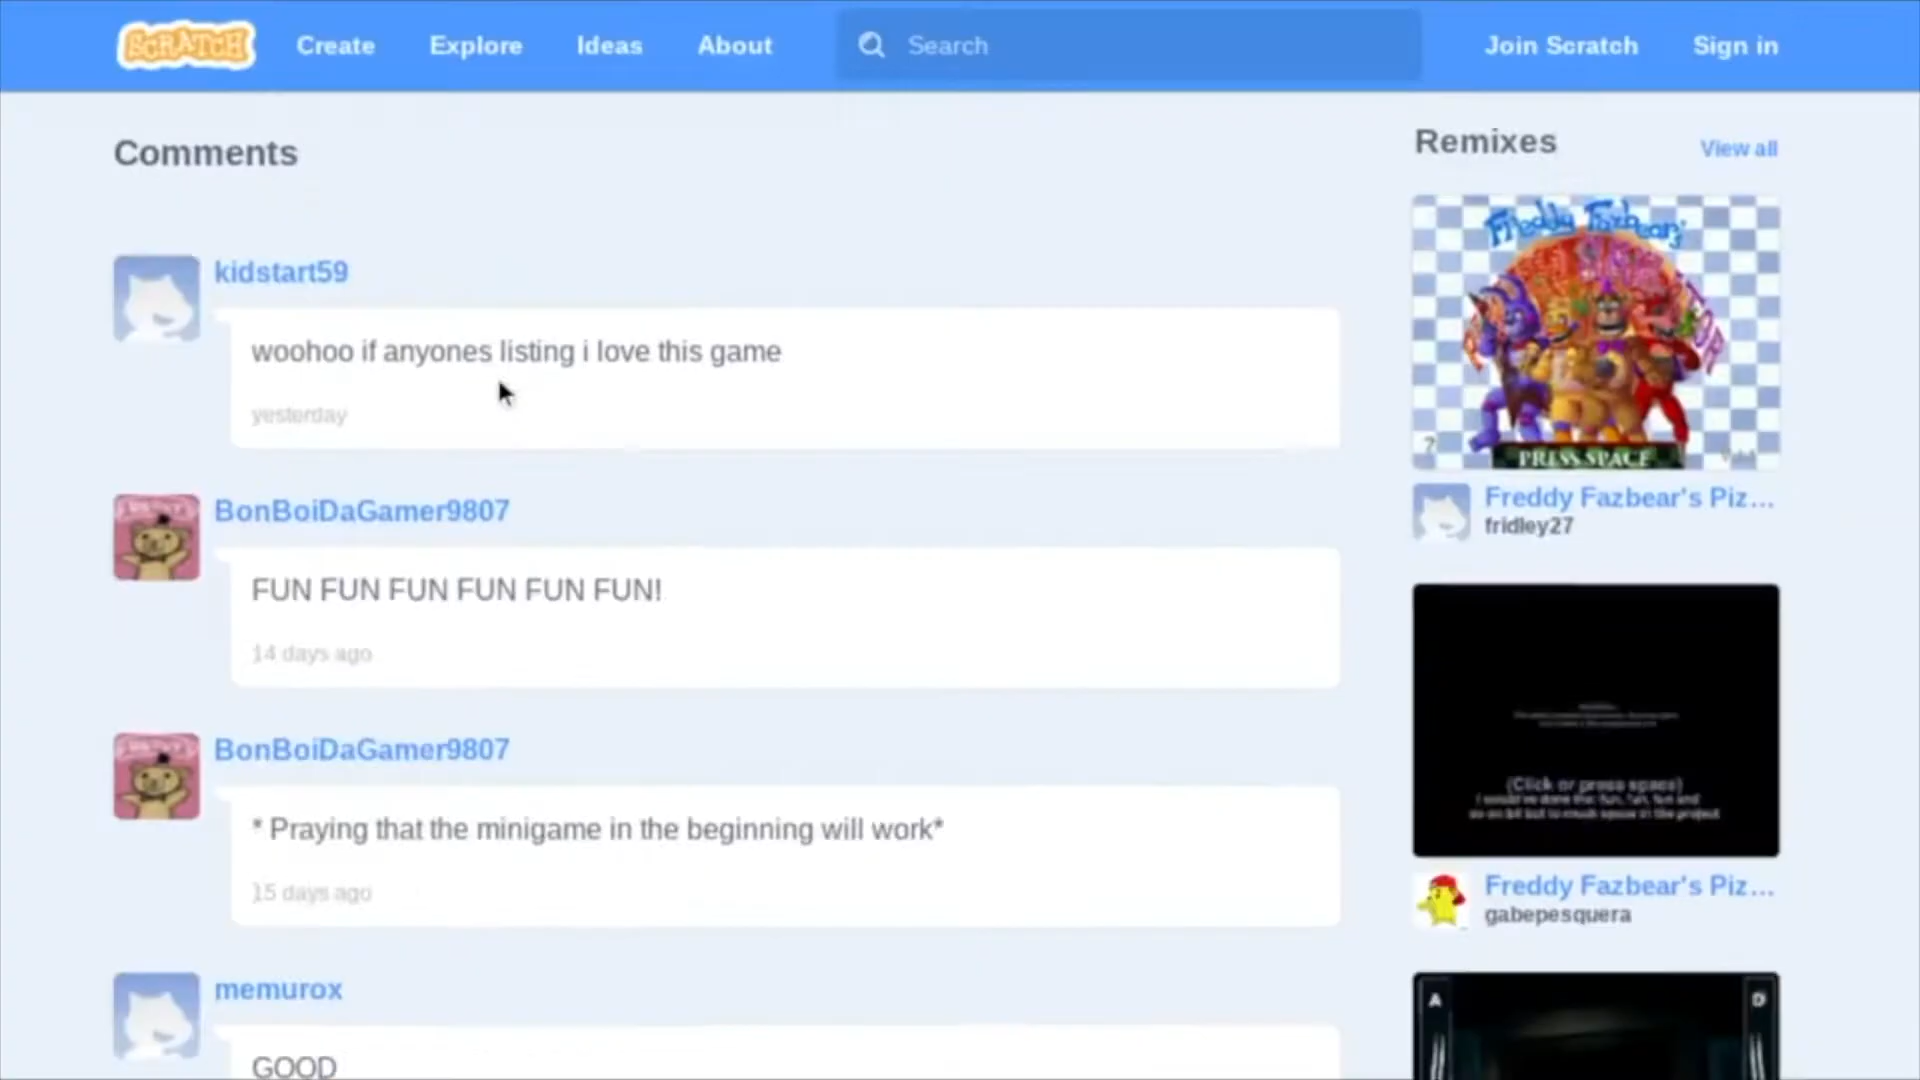 SCRATCH
Create
Explore
Ideas
About
Search
Join Scratch
Sign in
Comments
kidstart59
woohoo if anyones listing i love this game
yesterday
BonBoiDaGamer9807
FUN FUN FUN FUN FUN FUN!
14 days ago
BonBoiDaGamer9807
* Praying that the minigame in the beginning will work*
15 days ago
memurox
GOOD
Remixes
View all
Freddy Fazbear's
?
PRESS SPACE
Freddy Fazbear's Piz...
fridley27
(Click or press space)
Freddy Fazbear's Piz...
gabepesquera
A
D